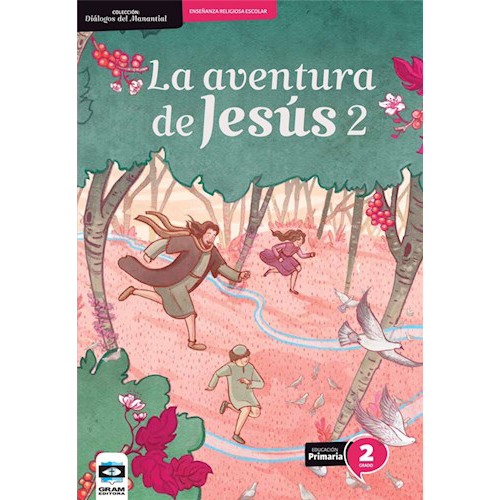 COLECCIÓN:
Diálogos del Manantial
ENSEÑANZA RELIGIOSA ESCOLAR
La aventura
de Jesús 2
EDUCACIÓN
Primaria
2
GRADO
GRAM
EDITORA